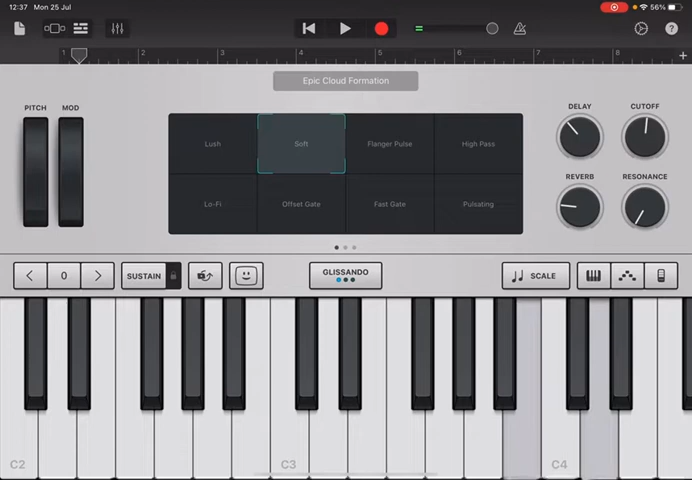 12:37 Mon 25 Jul
56%
1 2 3 4 5 6 7 8
Epic Cloud Formation
PITCH MOD
DELAY CUTOFF
Lush Soft Flanger Pulse High Pass
REVERB RESONANCE
Lo-Fi Offset Gate Fast Gate Pulsating
0 SUSTAIN GLISSANDO SCALE
C2 C3 C4